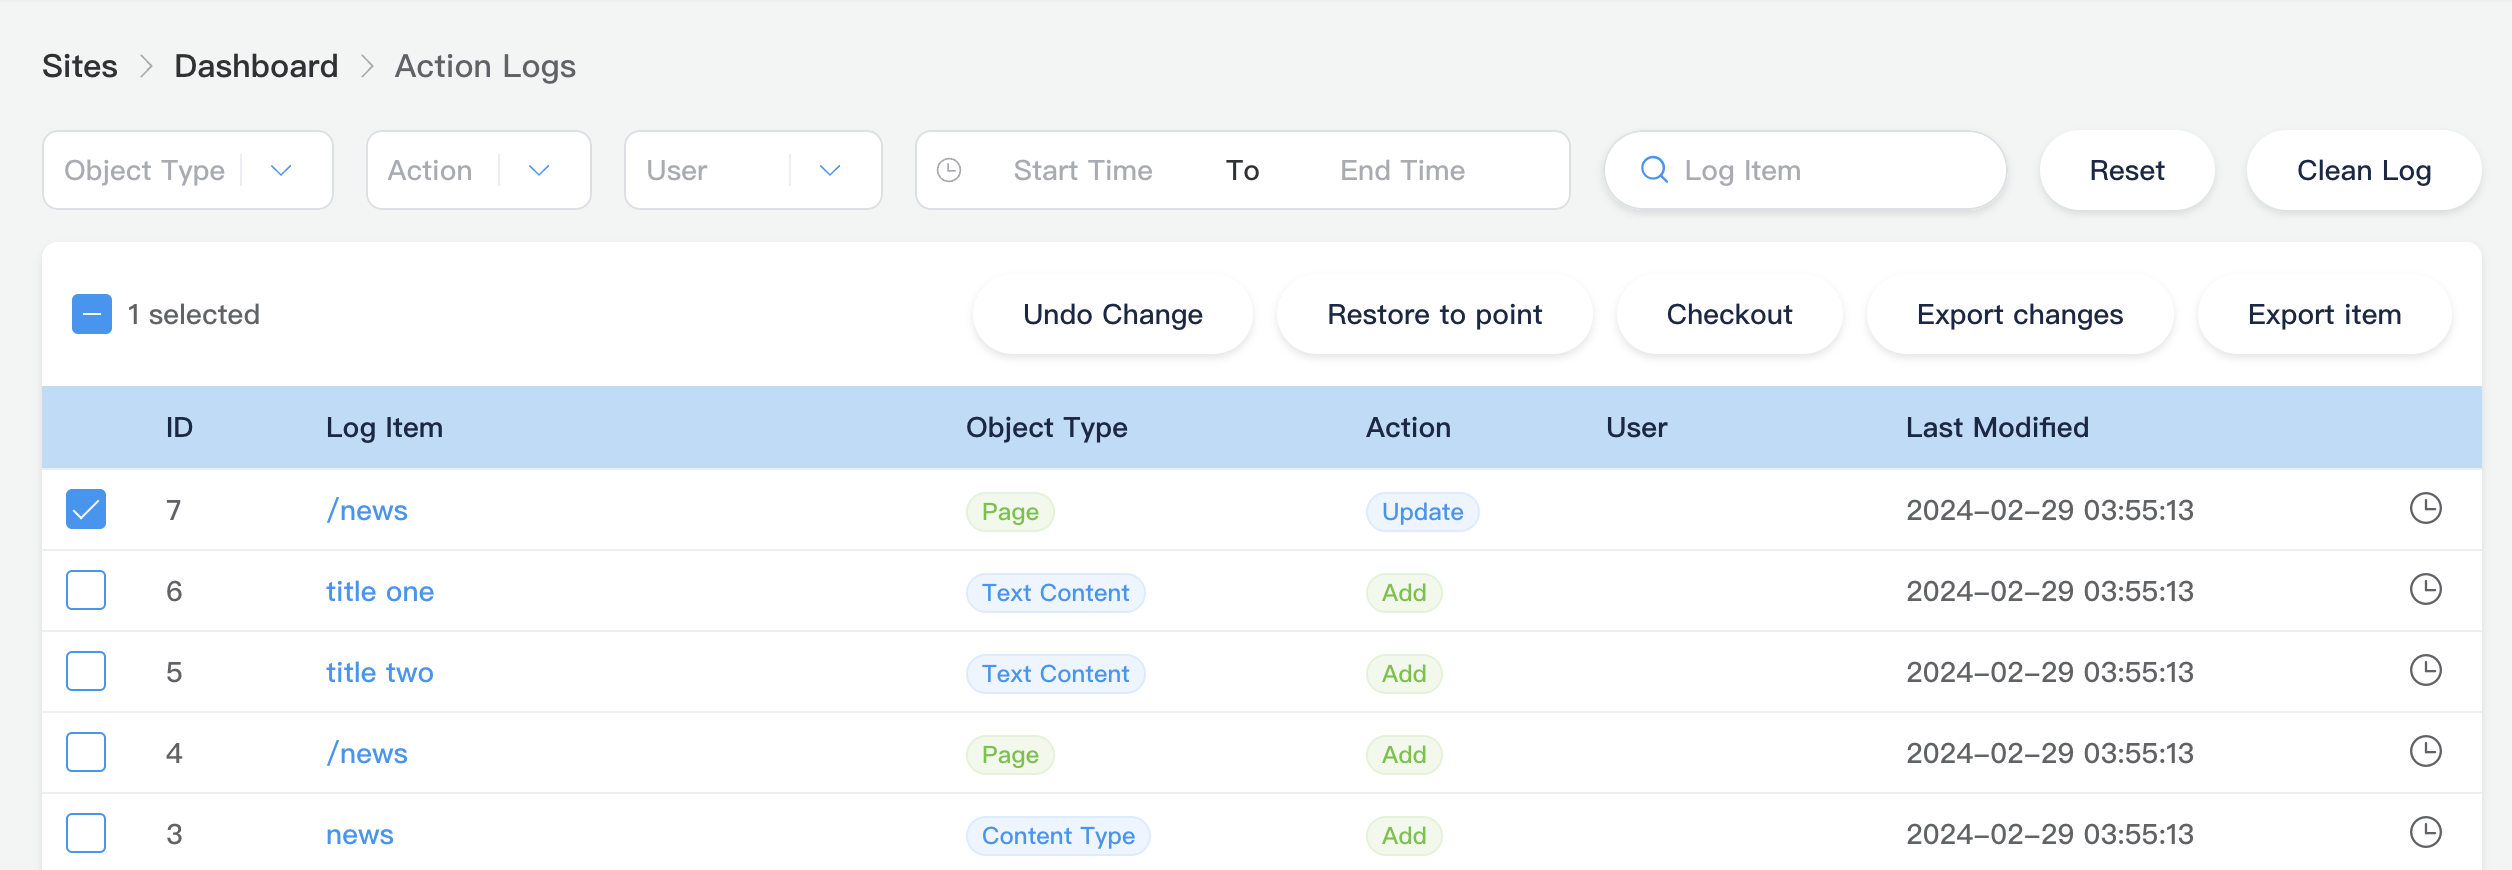 Sites > Dashboard > Action Logs
Object Type Action User Start Time To End Time Log Item Reset Clean Log
1 selected Undo Change Restore to point Checkout Export changes Export item
ID Log Item Object Type Action User Last Modified
7 /news Page Update 2024-02-29 03:55:13
6 title one Text Content Add 2024-02-29 03:55:13
5 title two Text Content Add 2024-02-29 03:55:13
4 /news Page Add 2024-02-29 03:55:13
3 news Content Type Add 2024-02-29 03:55:13